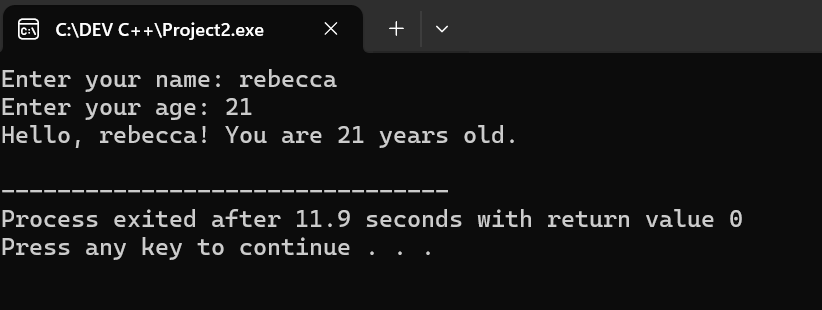 C:\DEV C++\Project2.exe
Enter your name: rebecca
Enter your age: 21
Hello, rebecca! You are 21 years old.
--------------------------------
Process exited after 11.9 seconds with return value 0
Press any key to continue . . .